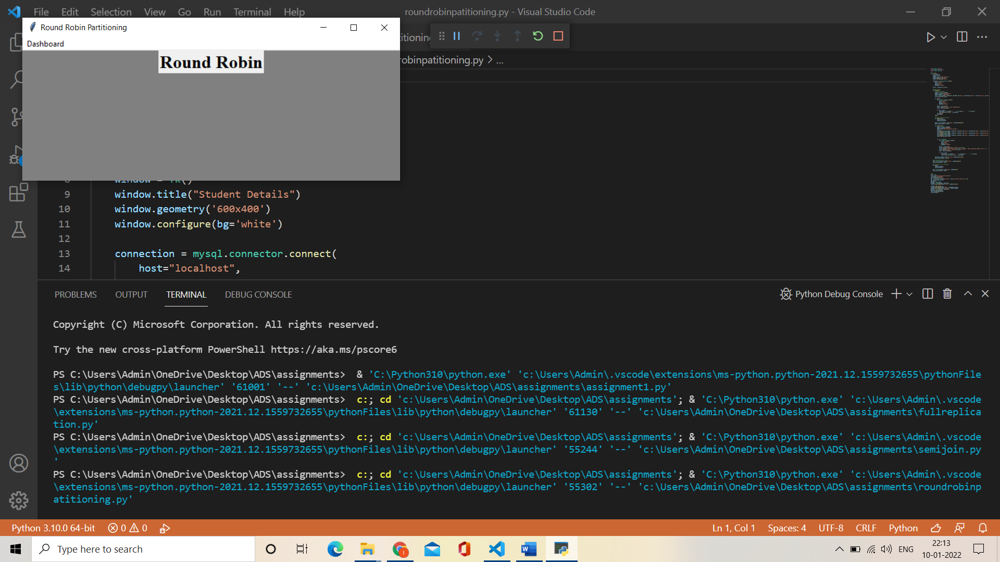 File Edit Selection View Go Run Terminal Help
roundrobinpatitioning.py - Visual Studio Code
Round Robin Partitioning
Dashboard
Round Robin
robinpatitioning.py > ...
window = Tk()
9 window.title("Student Details")
10 window.geometry('600x400')
11 window.configure(bg='white')
12
13 connection = mysql.connector.connect(
14 host="localhost",
PROBLEMS OUTPUT TERMINAL DEBUG CONSOLE
Python Debug Console
Copyright (C) Microsoft Corporation. All rights reserved.
Try the new cross-platform PowerShell https://aka.ms/pscore6
PS C:\Users\Admin\OneDrive\Desktop\ADS\assignments> & 'C:\Python310\python.exe' 'c:\Users\Admin\.vscode\extensions\ms-python.python-2021.12.1559732655\pythonFile
s\lib\python\debugpy\launcher' '61001' '--' 'c:\Users\Admin\OneDrive\Desktop\ADS\assignments\assignment1.py'
PS C:\Users\Admin\OneDrive\Desktop\ADS\assignments> c:; cd 'c:\Users\Admin\OneDrive\Desktop\ADS\assignments'; & 'C:\Python310\python.exe' 'c:\Users\Admin\.vscode
\extensions\ms-python.python-2021.12.1559732655\pythonFiles\lib\python\debugpy\launcher' '61130' '--' 'c:\Users\Admin\OneDrive\Desktop\ADS\assignments\fullreplica
tion.py'
PS C:\Users\Admin\OneDrive\Desktop\ADS\assignments> c:; cd 'c:\Users\Admin\OneDrive\Desktop\ADS\assignments'; & 'C:\Python310\python.exe' 'c:\Users\Admin\.vscode
\extensions\ms-python.python-2021.12.1559732655\pythonFiles\lib\python\debugpy\launcher' '55244' '--' 'c:\Users\Admin\OneDrive\Desktop\ADS\assignments\semijoin.py
'
PS C:\Users\Admin\OneDrive\Desktop\ADS\assignments> c:; cd 'c:\Users\Admin\OneDrive\Desktop\ADS\assignments'; & 'C:\Python310\python.exe' 'c:\Users\Admin\.vscode
\extensions\ms-python.python-2021.12.1559732655\pythonFiles\lib\python\debugpy\launcher' '55302' '--' 'c:\Users\Admin\OneDrive\Desktop\ADS\assignments\roundrobinp
atitioning.py'
Python 3.10.0 64-bit 0 0 Ln 1, Col 1 Spaces: 4 UTF-8 CRLF Python
Type here to search
ENG
22:13
10-01-2022